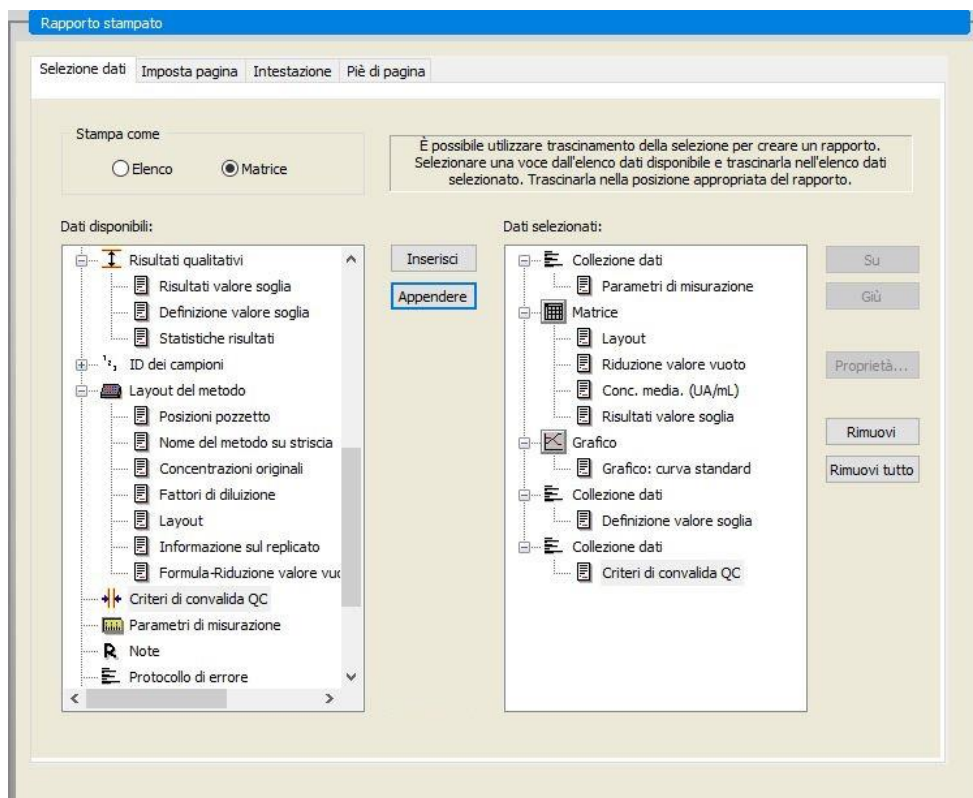 Rapporto stampato
Selezione dati
Imposta pagina
Intestazione
Piè di pagina
Stampa come
Elenco
Matrice
È possibile utilizzare trascinamento della selezione per creare un rapporto.
Selezionare una voce dall'elenco dati disponibile e trascinarla nell'elenco dati
selezionato. Trascinarla nella posizione appropriata del rapporto.
Dati disponibili:
Risultati qualitativi
Risultati valore soglia
Definizione valore soglia
Statistiche risultati
ID dei campioni
Layout del metodo
Posizioni pozzetto
Nome del metodo su striscia
Concentrazioni originali
Fattori di diluizione
Layout
Informazione sul replicato
Formula-Riduzione valore vuo
Criteri di convalida QC
Parametri di misurazione
Note
Protocollo di errore
Inserisci
Appendere
Dati selezionati:
Collezione dati
Parametri di misurazione
Matrice
Layout
Riduzione valore vuoto
Conc. media. (UA/mL)
Risultati valore soglia
Grafico
Grafico: curva standard
Collezione dati
Definizione valore soglia
Collezione dati
Criteri di convalida QC
Su
Giù
Proprietà...
Rimuovi
Rimuovi tutto